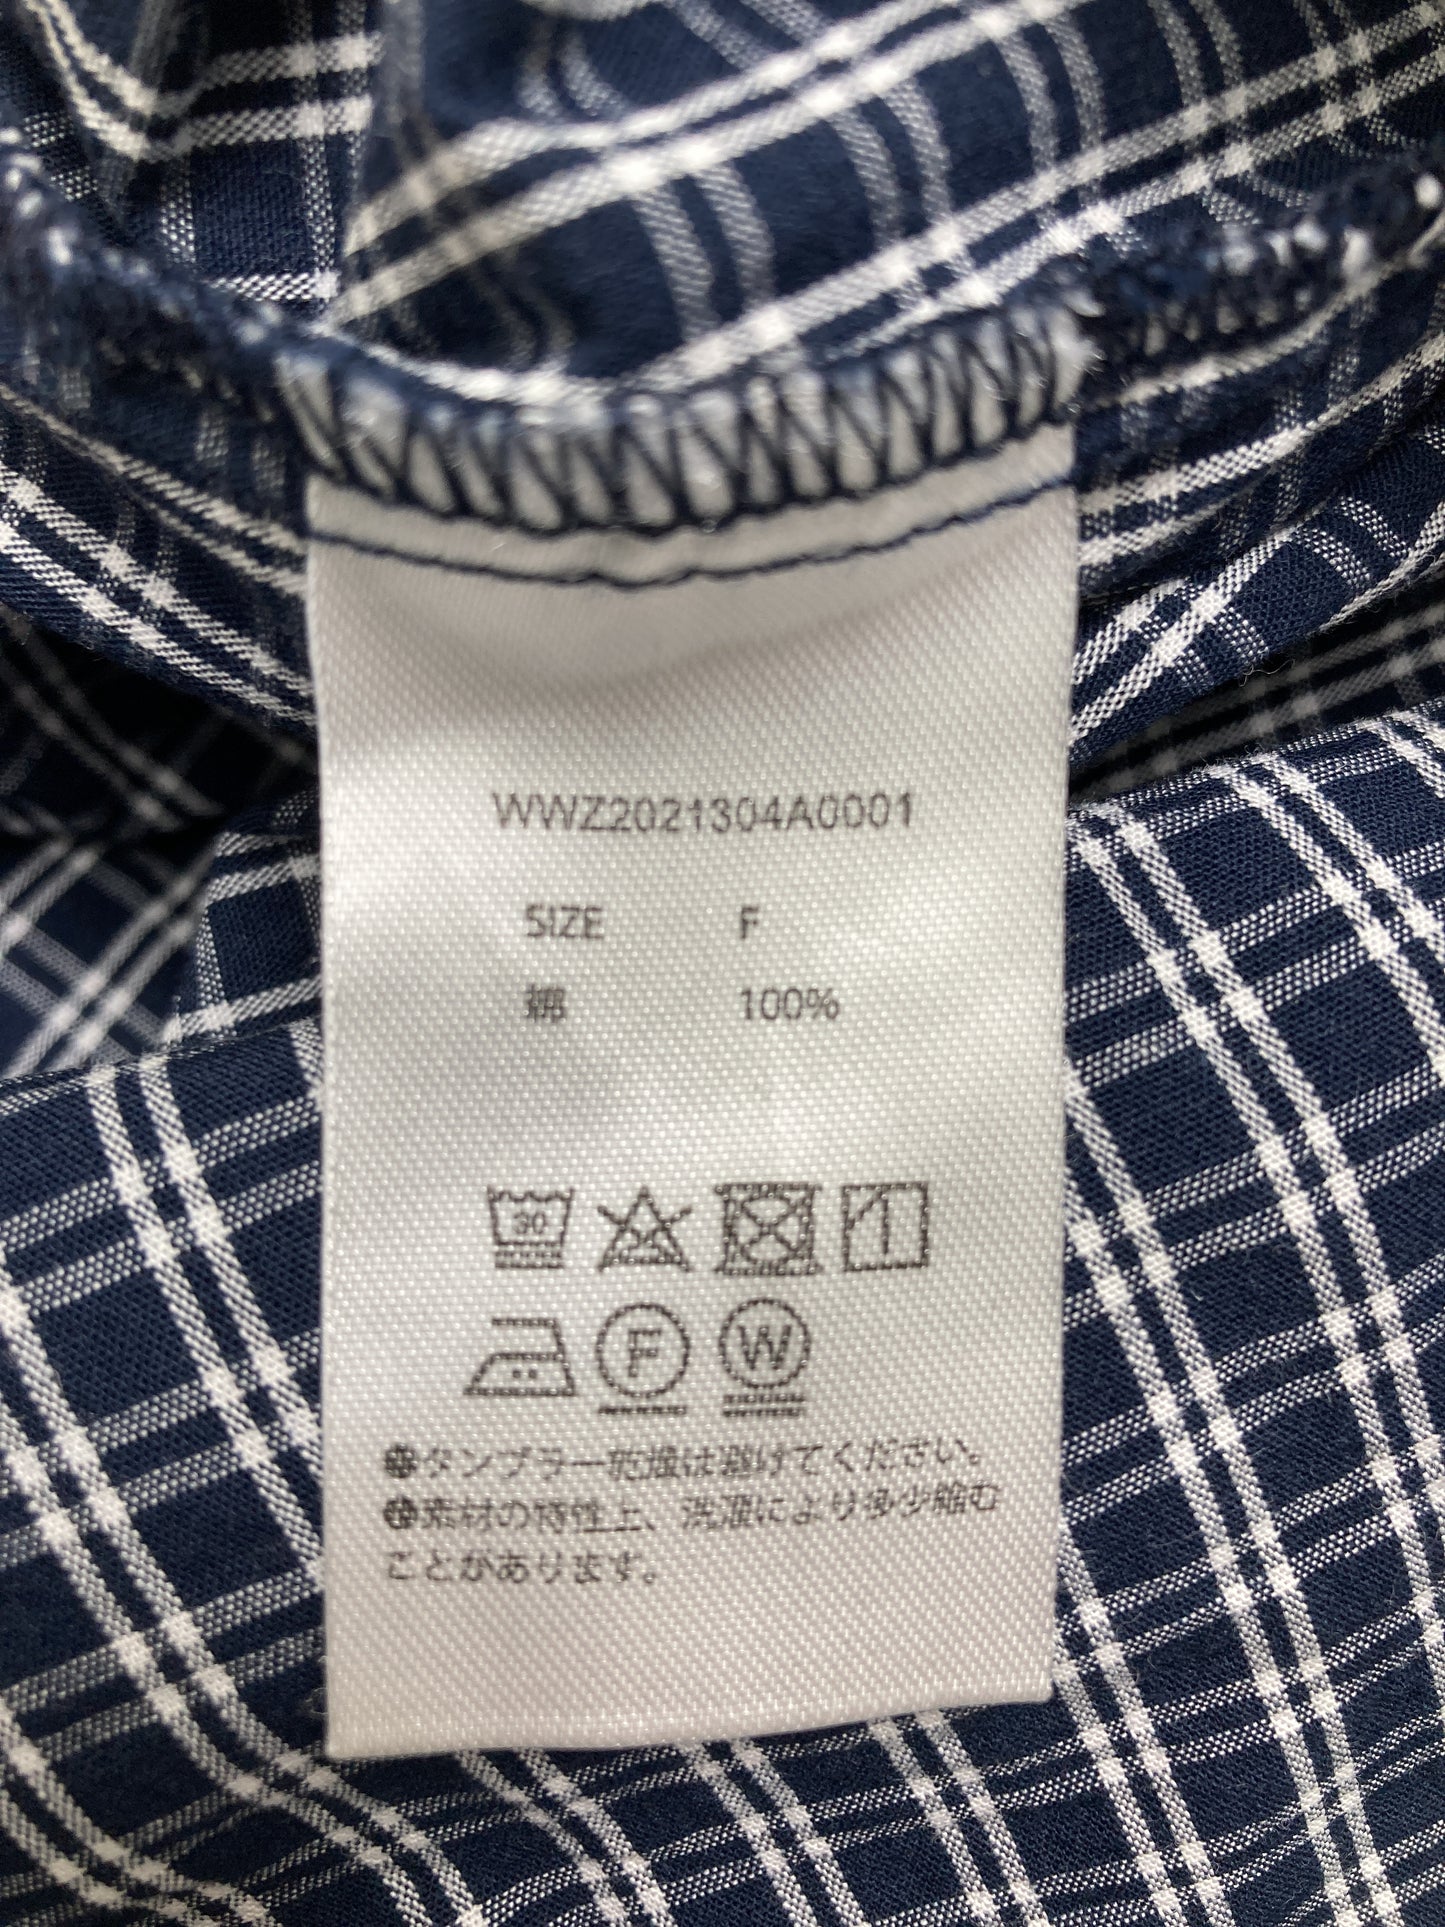 WWZ2021304A0001
SIZE F
綿 100%
30
F
W
●タンブラー乾燥は避けてください。
●素材の特性上、洗濯により多少縮む
ことがあります。